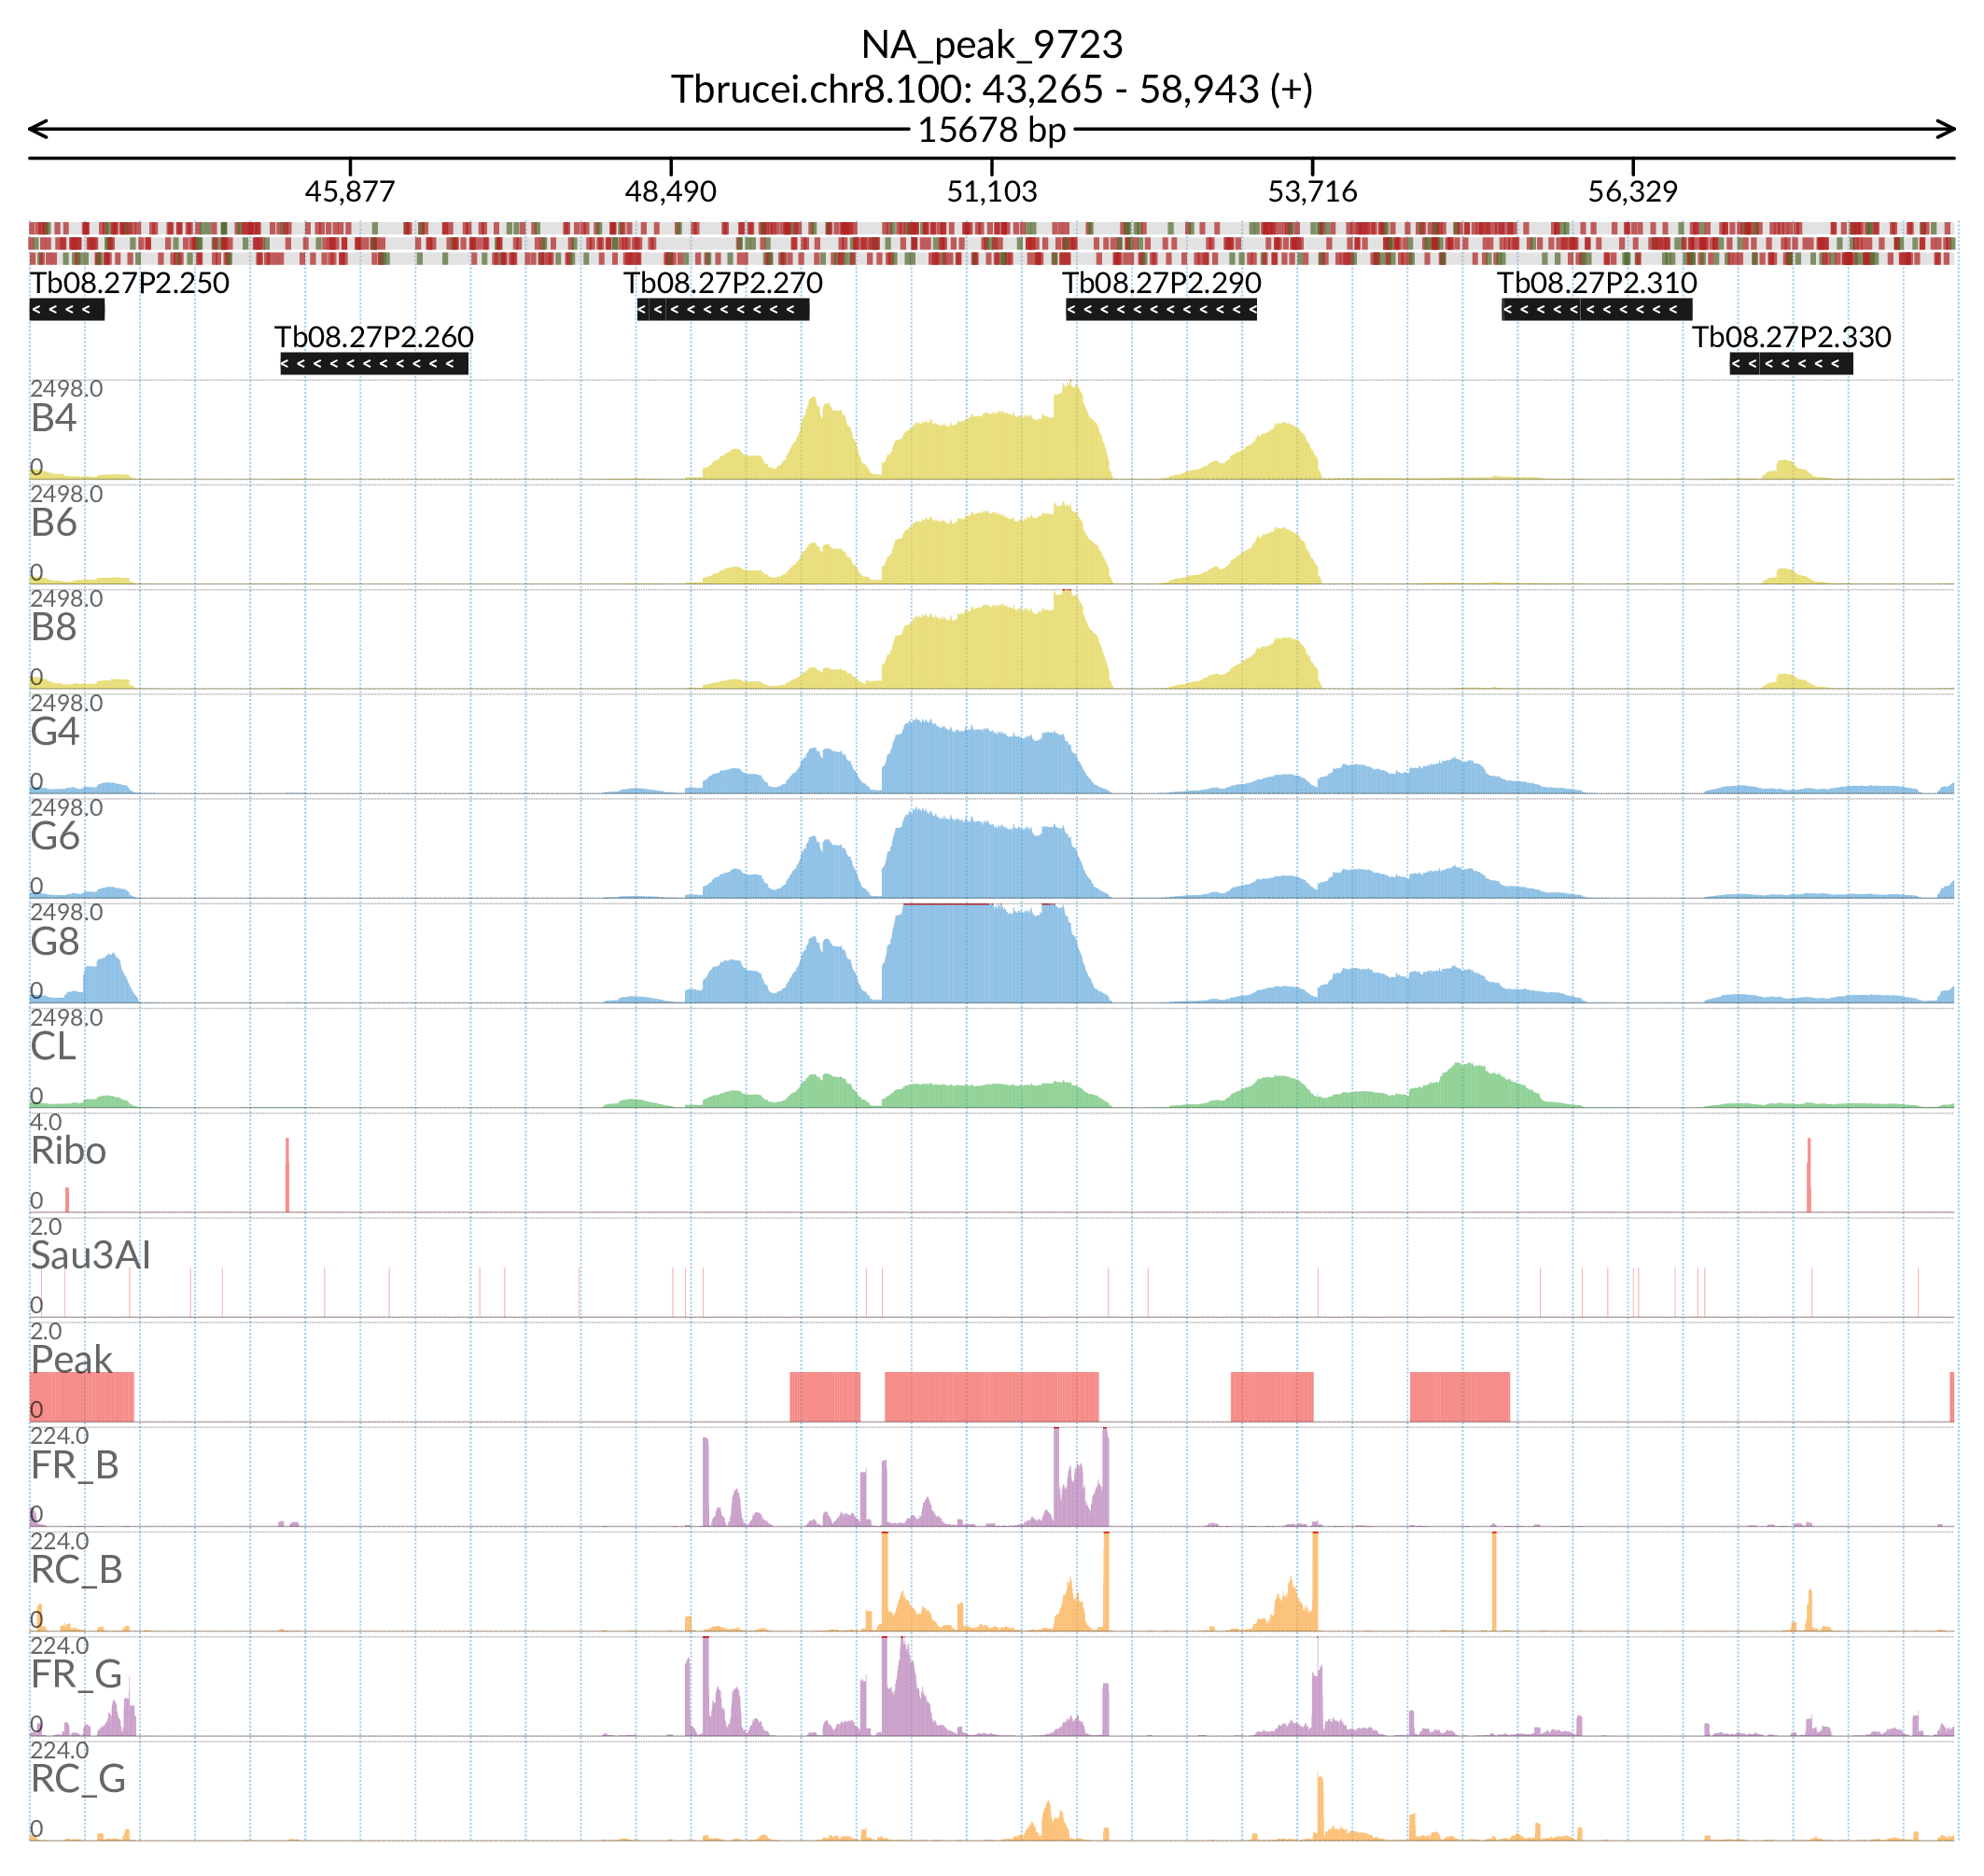 NA_peak_9723
Tbrucei.chr8.100: 43,265 - 58,943 (+)
15678 bp
45,877 48,490 51,103 53,716 56,329
Tb08.27P2.250 Tb08.27P2.270 Tb08.27P2.290 Tb08.27P2.310
Tb08.27P2.260 Tb08.27P2.330
2498.0
B4
0
2498.0
B6
0
2498.0
B8
0
2498.0
G4
0
2498.0
G6
0
2498.0
G8
0
2498.0
CL
0
4.0
Ribo
0
2.0
Sau3AI
0
2.0
Peak
0
224.0
FR_B
0
224.0
RC_B
0
224.0
FR_G
0
224.0
RC_G
0